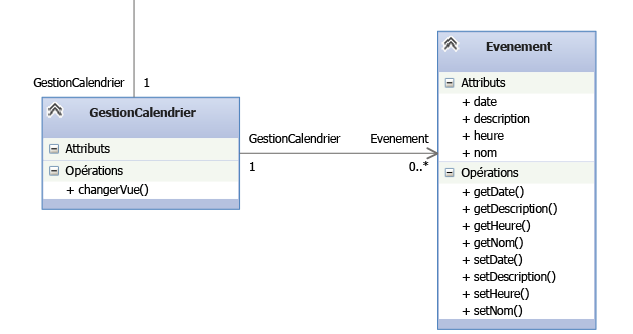 GestionCalendrier 1
GestionCalendrier
Attributs
Opérations
+ changerVue()
GestionCalendrier Evenement
1 0..*
Evenement
Attributs
+ date
+ description
+ heure
+ nom
Opérations
+ getDate()
+ getDescription()
+ getHeure()
+ getNom()
+ setDate()
+ setDescription()
+ setHeure()
+ setNom()